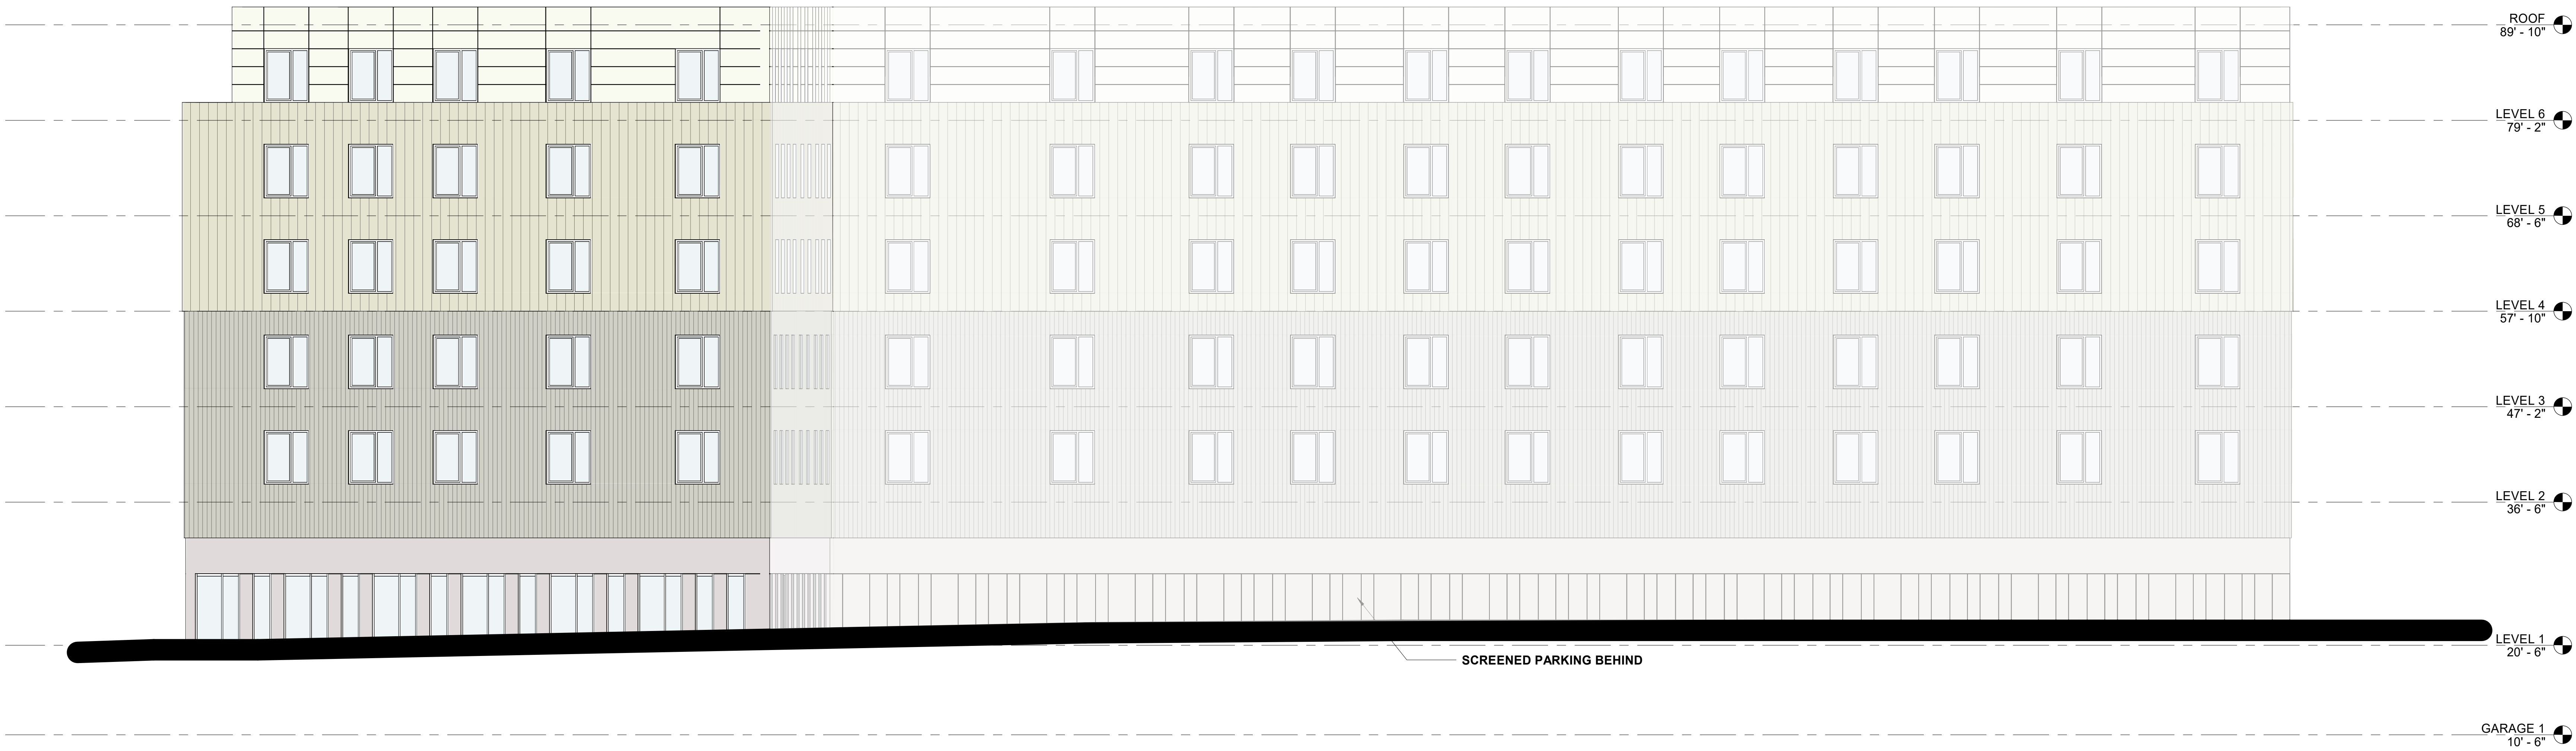 ROOF
89' - 10"
LEVEL 6
79' - 2"
LEVEL 5
68' - 6"
LEVEL 4
57' - 10"
LEVEL 3
47' - 2"
LEVEL 2
36' - 6"
LEVEL 1
20' - 6"
SCREENED PARKING BEHIND
GARAGE 1
10' - 6"